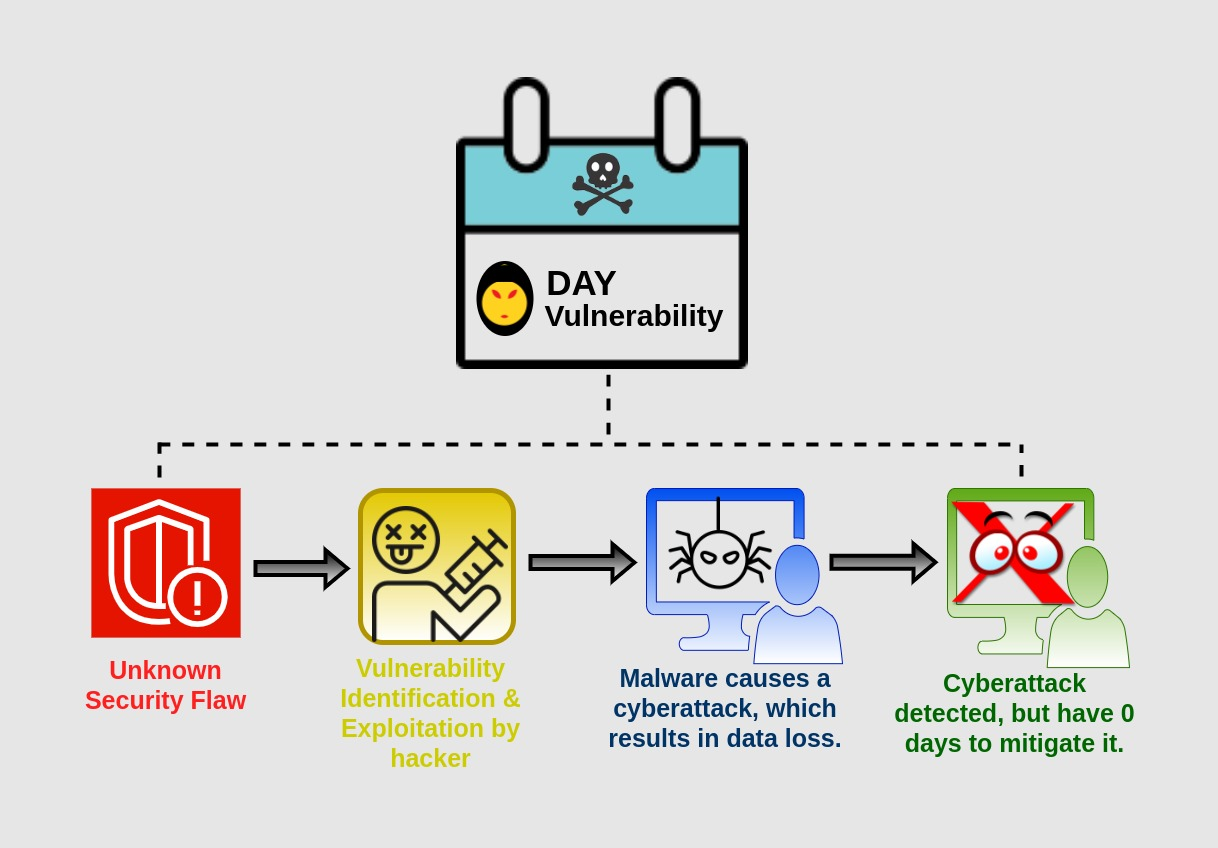 DAY
Vulnerability
Unknown
Security Flaw
Vulnerability
Identification &
Exploitation by
hacker
Malware causes a
cyberattack, which
results in data loss.
Cyberattack
detected, but have 0
days to mitigate it.